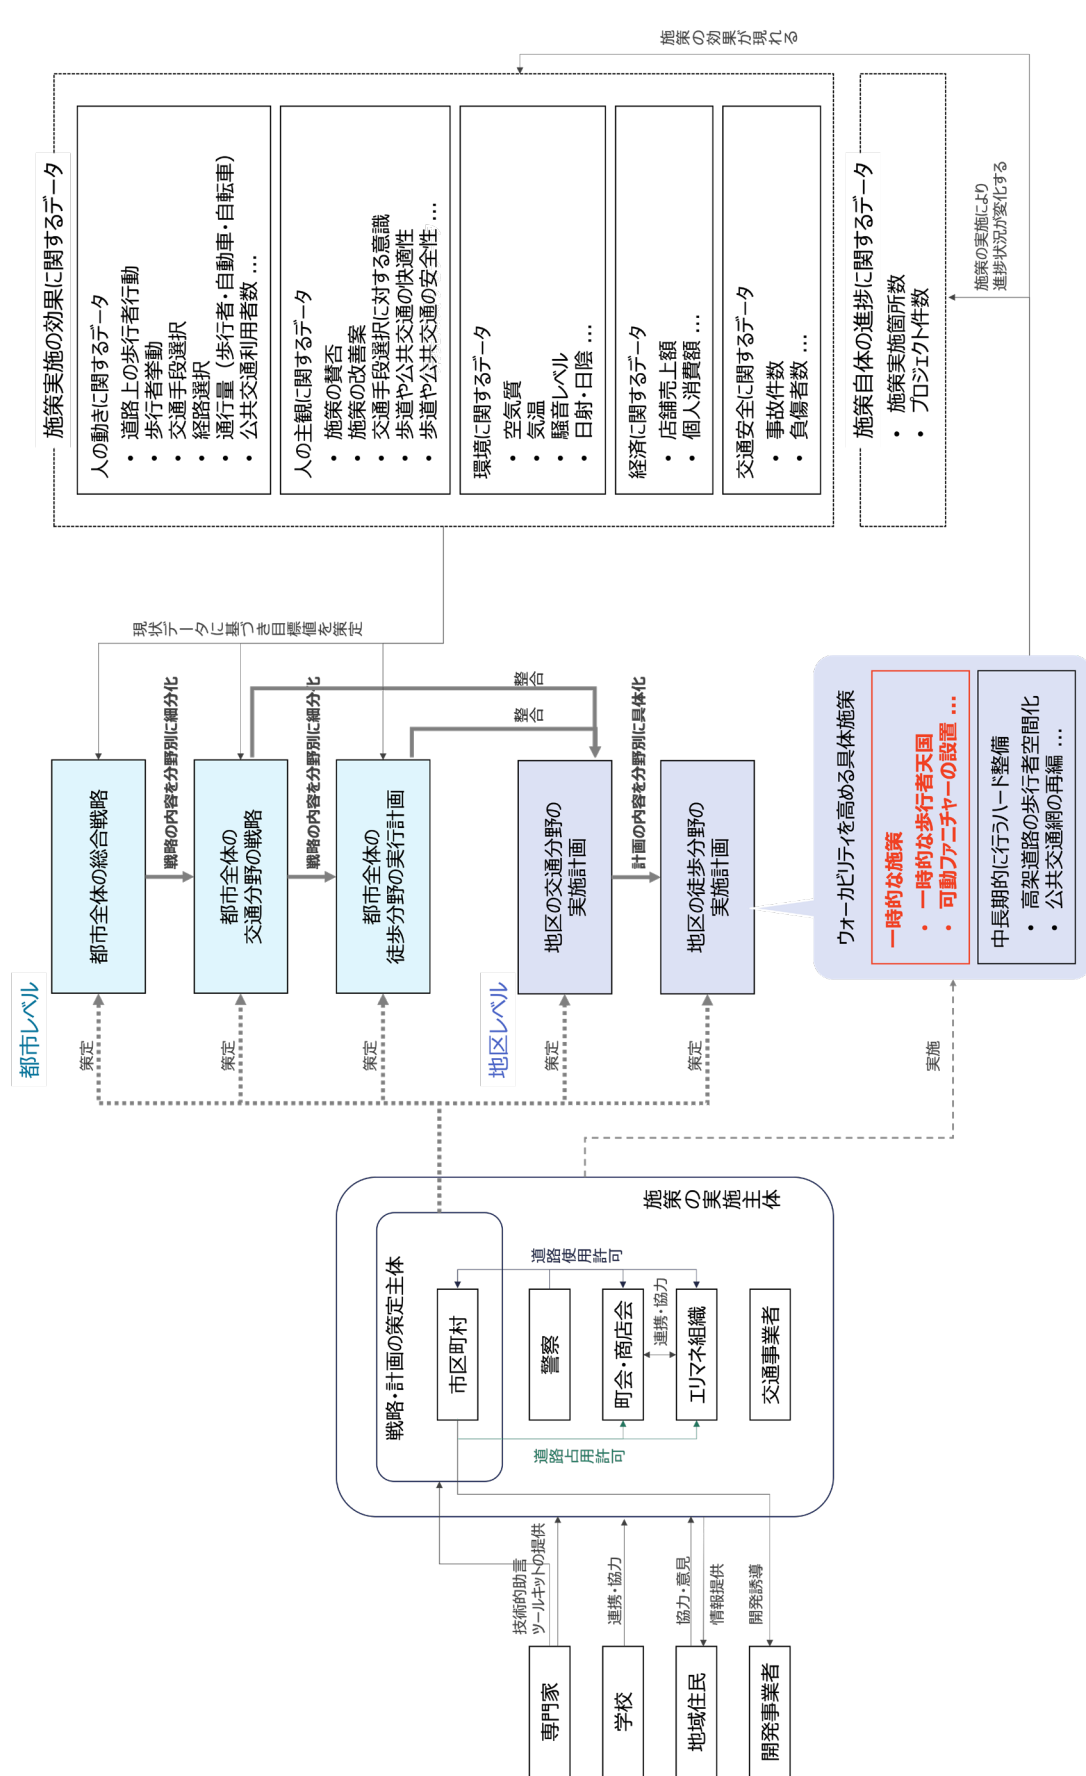 専門家
学校
地域住民
開発事業者
技術的助言
ツールキットの提供
連携・協力
協力・意見
情報提供
開発誘導
施策の実施主体
戦略・計画の策定主体
市区町村
警察
町会・商店会
エリマネ組織
交通事業者
道路占用許可
道路使用許可
連携・協力
実施
都市レベル
策定
策定
策定
都市全体の総合戦略
戦略の内容を分野別に細分化
都市全体の
交通分野の戦略
戦略の内容を分野別に細分化
都市全体の
徒歩分野の実行計画
整合
整合
地区レベル
策定
策定
地区の交通分野の
実施計画
計画の内容を分野別に具体化
地区の徒歩分野の
実施計画
ウォーカビリティを高める具体施策
一時的な施策
• 一時的な歩行者天国
• 可動ファニチャーの設置 …
中長期的に行うハード整備
• 高架道路の歩行者空間化
• 公共交通網の再編 …
現状データに基づき目標値を策定
施策実施の効果に関するデータ
人の動きに関するデータ
• 道路上の歩行者行動
• 歩行者挙動
• 交通手段選択
• 経路選択
• 通行量（歩行者・自動車・自転車）
• 公共交通利用者数 …
人の主観に関するデータ
• 施策の賛否
• 施策の改善案
• 交通手段選択に対する意識
• 歩道や公共交通の快適性
• 歩道や公共交通の安全性 …
環境に関するデータ
• 空気質
• 気温
• 騒音レベル
• 日射・日陰 …
経済に関するデータ
• 店舗売上額
• 個人消費額 …
交通安全に関するデータ
• 事故件数
• 負傷者数 …
施策自体の進捗に関するデータ
• 施策実施箇所数
• プロジェクト件数
施策の実施により
進捗状況が変化する
施策の効果が現れる